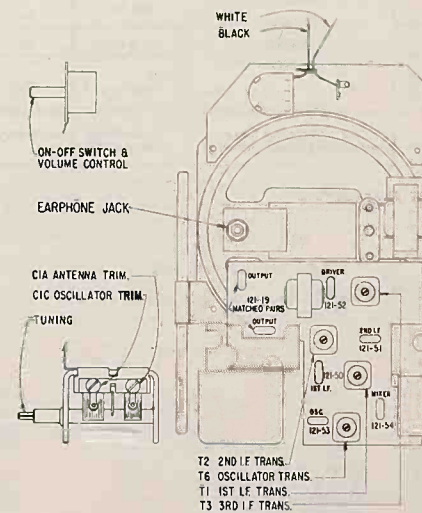 WHITE
BLACK
ON-OFF SWITCH &
VOLUME CONTROL
EARPHONE JACK
C1A ANTENNA TRIM.
C1C OSCILLATOR TRIM.
TUNING
OUTPUT
121-19
MATCHED PAIRS
OUTPUT
DRIVER
121-52
2ND I.F.
121-51
121-50
1ST I.F.
MIXER
121-54
OSC
121-53
T2 2ND I.F. TRANS.
T6 OSCILLATOR TRANS.
T1 1ST I.F. TRANS.
T3 3RD I.F. TRANS.